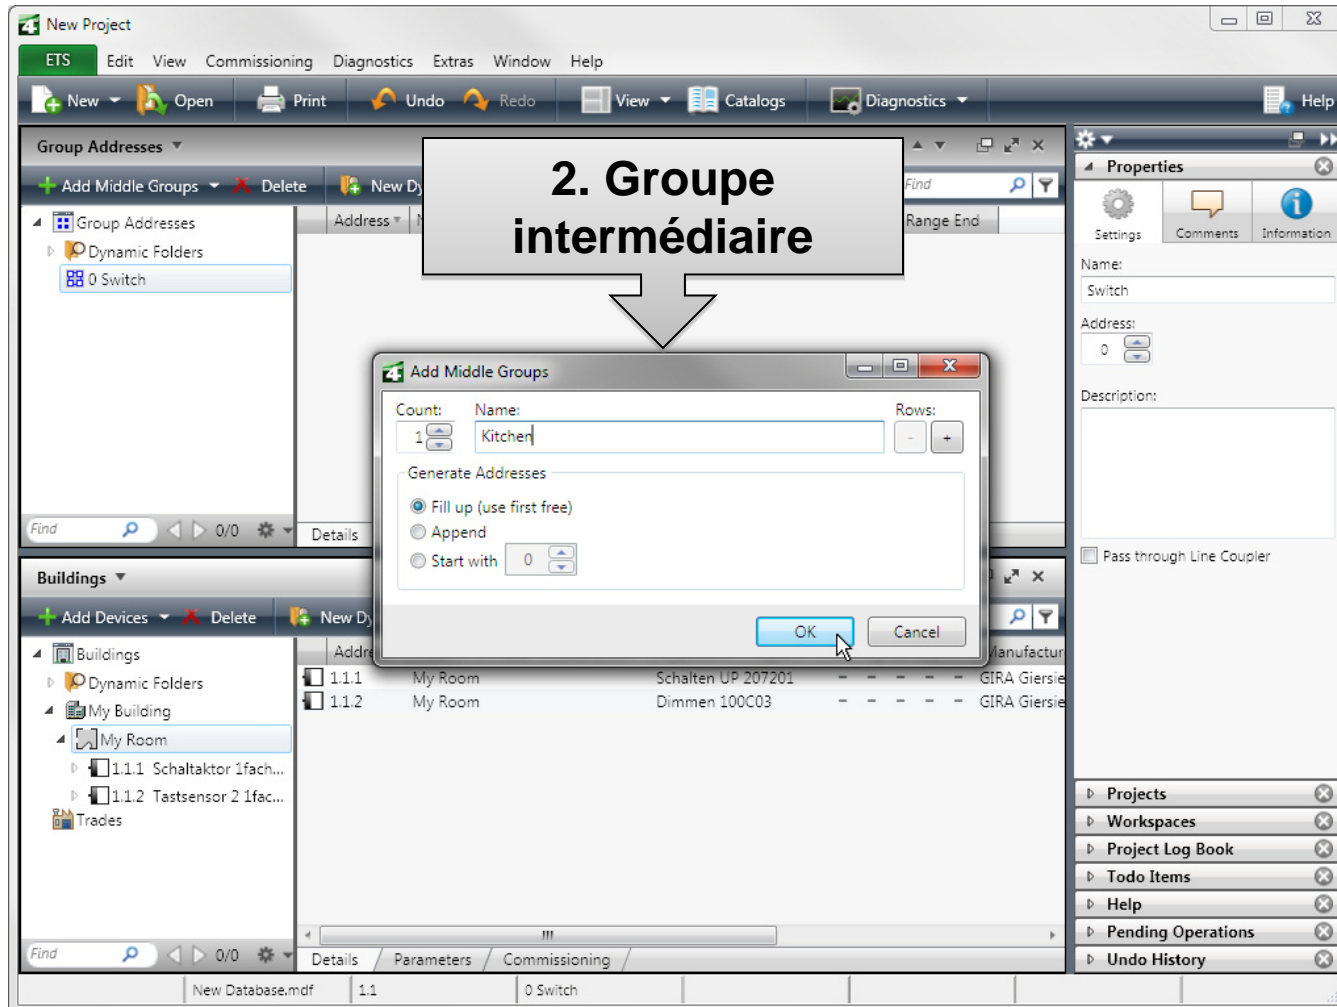 New Project
ETS Edit View Commissioning Diagnostics Extras Window Help
New Open Print Undo Redo View Catalogs Diagnostics Help
Group Addresses
Add Middle Groups Delete New Dy Find
2. Groupe
intermédiaire
Group Addresses
Dynamic Folders
0 Switch
Address Range End
Find 0/0
Details
Add Middle Groups
Count: Name: Rows:
1 Kitchen - +
Generate Addresses
Fill up (use first free)
Append
Start with 0
OK Cancel
Properties
Settings Comments Information
Name:
Switch
Address:
0
Description:
Pass through Line Coupler
Buildings
Add Devices Delete New Dy
Buildings
Dynamic Folders
My Building
My Room
1.1.1 Schaltaktor 1fach...
1.1.2 Tastsensor 2 1fac...
Trades
Addre Manufactur
1.1.1 My Room Schalten UP 207201 - - - - - GIRA Giersie
1.1.2 My Room Dimmen 100C03 - - - - - GIRA Giersie
Find 0/0
Details Parameters Commissioning
Projects
Workspaces
Project Log Book
Todo Items
Help
Pending Operations
Undo History
New Database.mdf 1.1 0 Switch